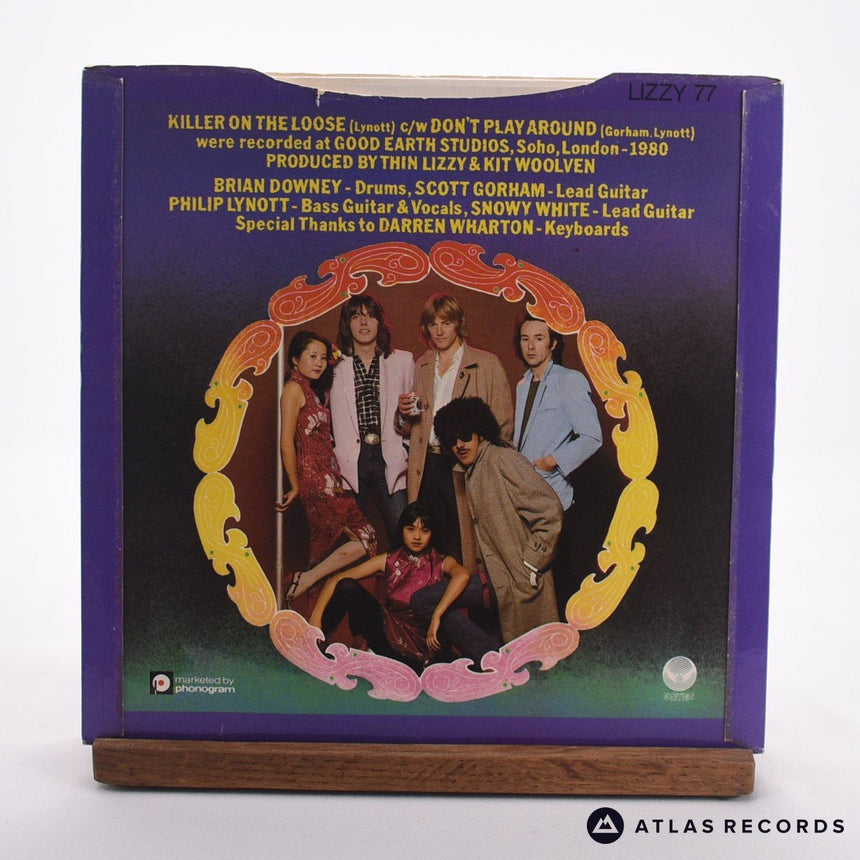 LIZZY 77
KILLER ON THE LOOSE (Lynott) c/w DON'T PLAY AROUND (Gorham, Lynott)
were recorded at GOOD EARTH STUDIOS, Soho, London - 1980
PRODUCED BY THIN LIZZY & KIT WOOLVEN
BRIAN DOWNEY - Drums, SCOTT GORHAM - Lead Guitar
PHILIP LYNOTT - Bass Guitar & Vocals, SNOWY WHITE - Lead Guitar
Special Thanks to DARREN WHARTON - Keyboards
marketed by
phonogram
VERTIGO
ATLAS RECORDS